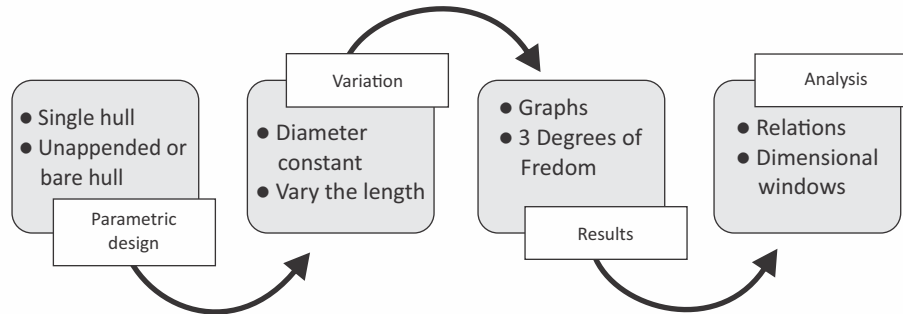 ● Single hull
● Unappended or
bare hull
Parametric
design
Variation
● Diameter
constant
● Vary the length
● Graphs
● 3 Degrees of
Fredom
Results
Analysis
● Relations
● Dimensional
windows